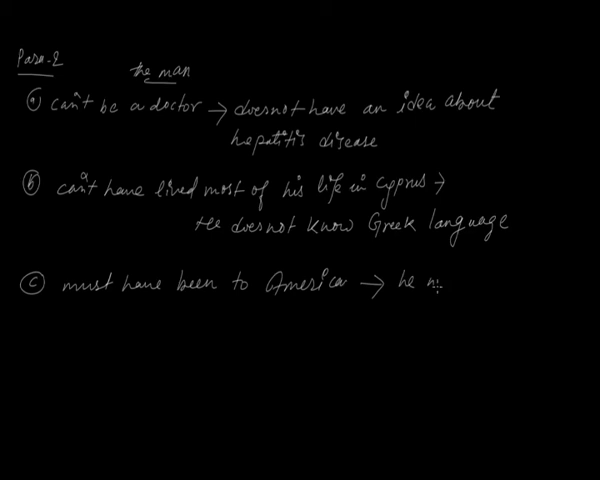 Para-2
the man
(a) can't be a doctor → doesnot have an idea about
hepatitis disease
(b) can't have lived most of his life in Cyprus →
He doesnot know Greek language
(c) must have been to America → he